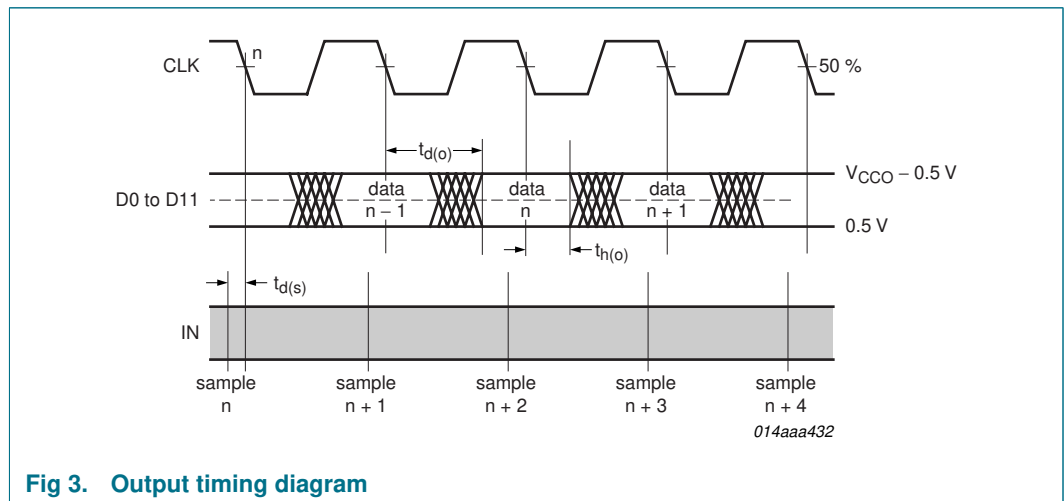 CLK
n
50 %
t_d(o)
D0 to D11
data
n – 1
data
n
data
n + 1
V_CCO – 0.5 V
0.5 V
t_h(o)
t_d(s)
IN
sample
n
sample
n + 1
sample
n + 2
sample
n + 3
sample
n + 4
014aaa432
Fig 3. Output timing diagram